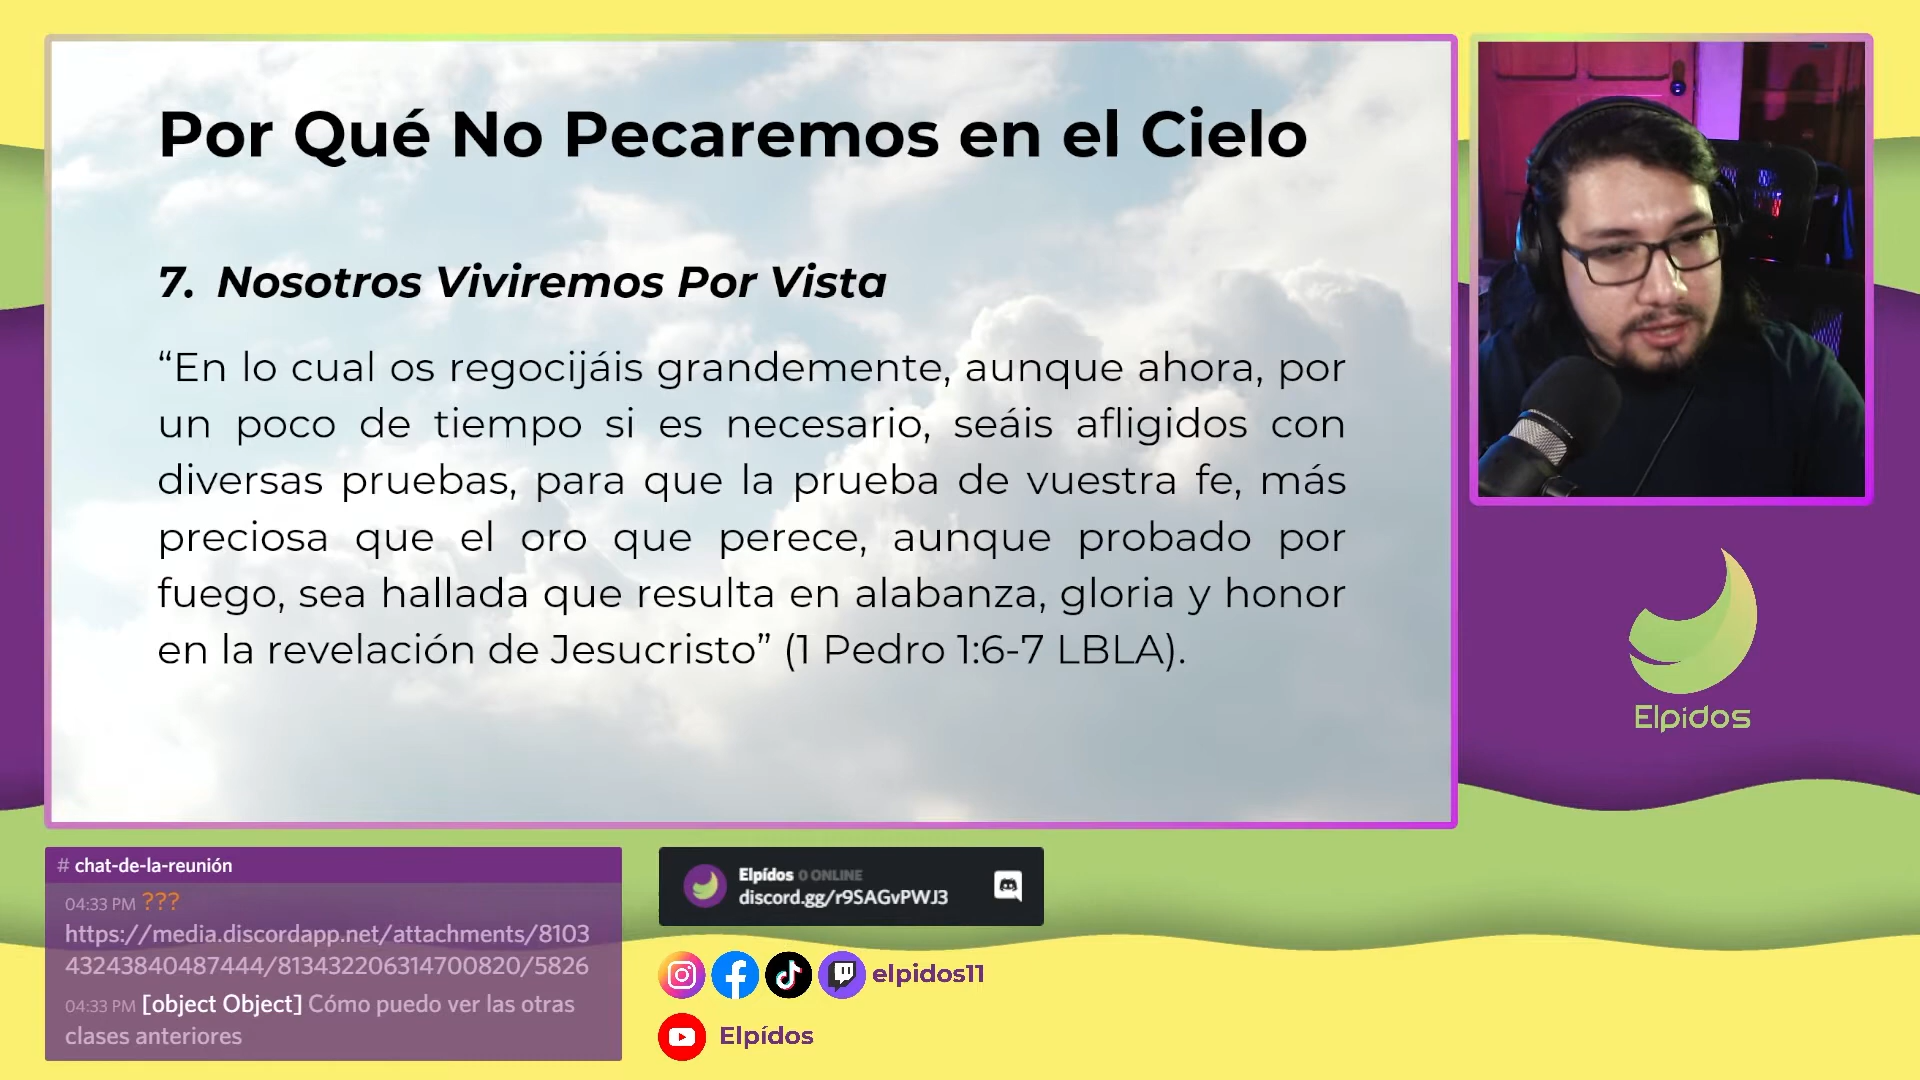 Por Qué No Pecaremos en el Cielo
7. Nosotros Viviremos Por Vista
“En lo cual os regocijáis grandemente, aunque ahora, por
un poco de tiempo si es necesario, seáis afligidos con
diversas pruebas, para que la prueba de vuestra fe, más
preciosa que el oro que perece, aunque probado por
fuego, sea hallada que resulta en alabanza, gloria y honor
en la revelación de Jesucristo” (1 Pedro 1:6-7 LBLA).
Elpidos
# chat-de-la-reunión
04:33 PM ???
https://media.discordapp.net/attachments/8103
43243840487444/813432206314700820/5826
04:33 PM [object Object] Cómo puedo ver las otras
clases anteriores
Elpídos 0 ONLINE
discord.gg/r9SAGvPWJ3
elpidos11
Elpídos